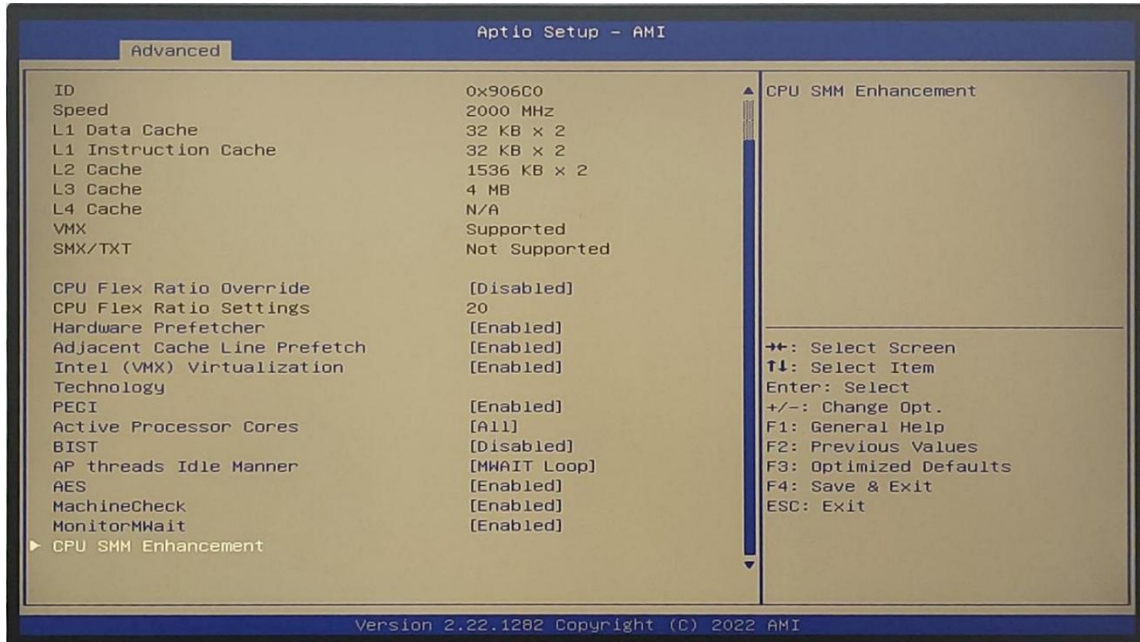 Aptio Setup – AMI
Advanced
ID 0x906C0
Speed 2000 MHz
L1 Data Cache 32 KB x 2
L1 Instruction Cache 32 KB x 2
L2 Cache 1536 KB x 2
L3 Cache 4 MB
L4 Cache N/A
VMX Supported
SMX/TXT Not Supported
CPU Flex Ratio Override [Disabled]
CPU Flex Ratio Settings 20
Hardware Prefetcher [Enabled]
Adjacent Cache Line Prefetch [Enabled]
Intel (VMX) Virtualization [Enabled]
Technology
PECI [Enabled]
Active Processor Cores [All]
BIST [Disabled]
AP threads Idle Manner [MWAIT Loop]
AES [Enabled]
MachineCheck [Enabled]
MonitorMWait [Enabled]
► CPU SMM Enhancement
CPU SMM Enhancement
→←: Select Screen
↑↓: Select Item
Enter: Select
+/-: Change Opt.
F1: General Help
F2: Previous Values
F3: Optimized Defaults
F4: Save & Exit
ESC: Exit
Version 2.22.1282 Copyright (C) 2022 AMI